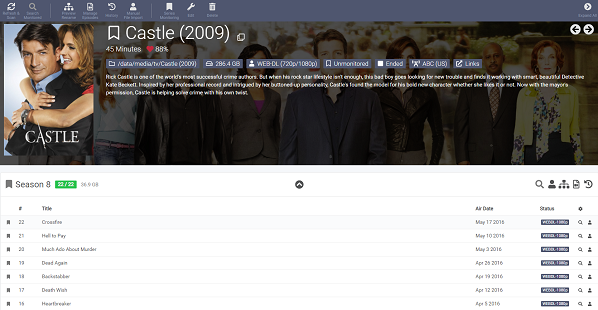 Refresh & Scan
Search Monitored
Preview Rename
Manage Episodes
History
Manual File Import
Series Monitoring
Edit
Delete
Expand All
Castle (2009)
45 Minutes 88%
/data/media/tv/Castle (2009) 286.4 GB WEB-DL (720p/1080p) Unmonitored Ended ABC (US) Links
Rick Castle is one of the world's most successful crime authors. But when his rock star lifestyle isn't enough, this bad boy goes looking for new trouble and finds it working with smart, beautiful Detective
Kate Beckett. Inspired by her professional record and intrigued by her buttoned-up personality, Castle's found the model for his bold new character whether she likes it or not. Now with the mayor's
permission, Castle is helping solve crime with his own twist.
CASTLE
Season 8 22 / 22 36.9 GB
# Title Air Date Status
22 Crossfire May 17 2016 WEBDL-1080p
21 Hell to Pay May 10 2016 WEBDL-1080p
20 Much Ado About Murder May 3 2016 WEBDL-1080p
19 Dead Again Apr 26 2016 WEBDL-1080p
18 Backstabber Apr 19 2016 WEBDL-1080p
17 Death Wish Apr 12 2016 WEBDL-1080p
16 Heartbreaker Apr 5 2016 WEBDL-1080p